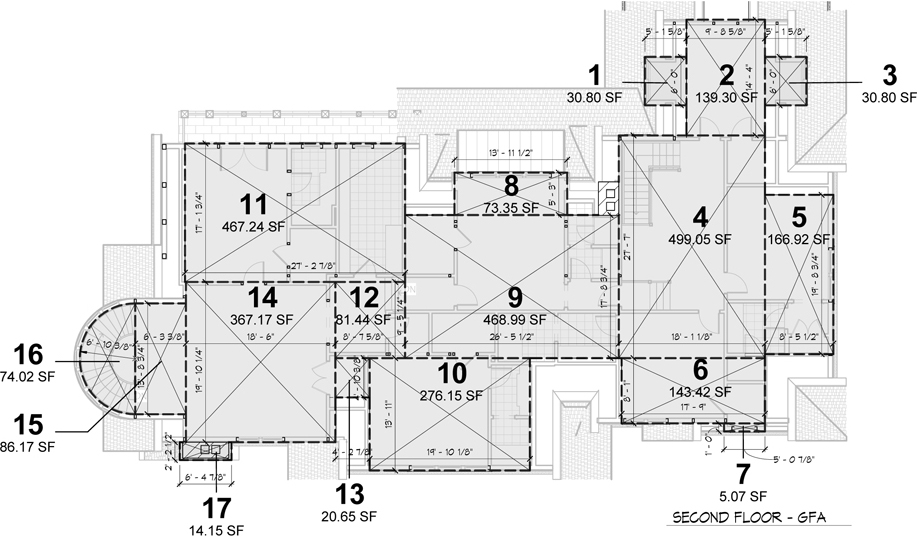 5' - 1 5/8" 9' - 8 5/8" 5' - 1 5/8"
1
30.80 SF
6' - 0"
2
139.30 SF
14' - 4"
6' - 0"
3
30.80 SF
13' - 11 1/2"
8
73.35 SF
5' - 3"
11
467.24 SF
17' - 1 3/4"
27' - 2 7/8"
4
499.05 SF
27' - 7"
18' - 11 1/8"
5
166.92 SF
19' - 8 3/4"
8' - 5 1/2"
9
468.99 SF
17' - 8 3/4"
26' - 5 1/2"
14
367.17 SF
18' - 6"
19' - 10 1/4"
12
81.44 SF
9' - 5 1/4"
8' - 7 5/8"
16
74.02 SF
6' - 10 3/8"
6' - 3 3/8"
13' - 8 3/4"
15
86.17 SF
10
276.15 SF
13' - 11"
19' - 10 1/8"
6
143.42 SF
8' - 1"
17' - 9"
10 3/8"
4' - 2 7/8"
13
20.65 SF
2' - 2 1/2"
6' - 4 7/8"
17
14.15 SF
1' - 0"
5' - 0 7/8"
7
5.07 SF
SECOND FLOOR - GFA